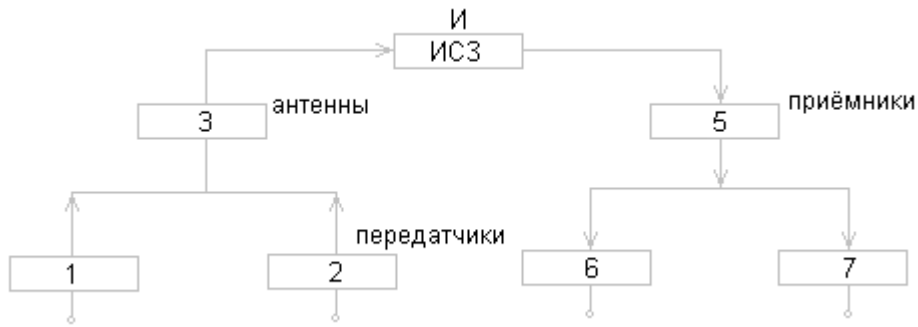 И
ИСЗ
3
антенны
5
приёмники
1
2
передатчики
6
7